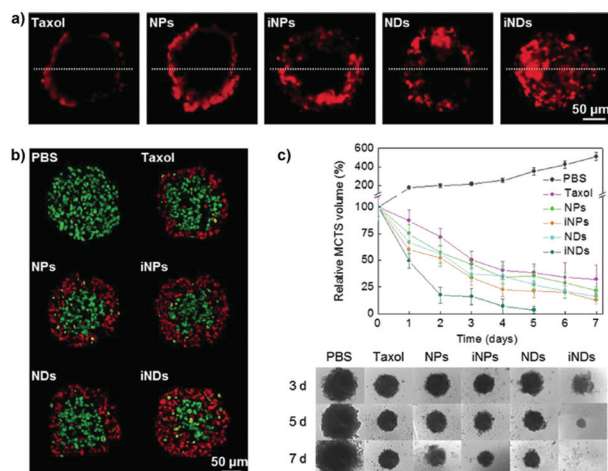 a)
Taxol NPs iNPs NDs iNDs
50 µm
b)
PBS Taxol
NPs iNPs
NDs iNDs
50 µm
c)
Relative MCTS volume (%)
600
400
200
100
75
50
25
0
PBS
Taxol
NPs
iNPs
NDs
iNDs
0 1 2 3 4 5 6 7
Time (days)
PBS Taxol NPs iNPs NDs iNDs
3 d
5 d
7 d